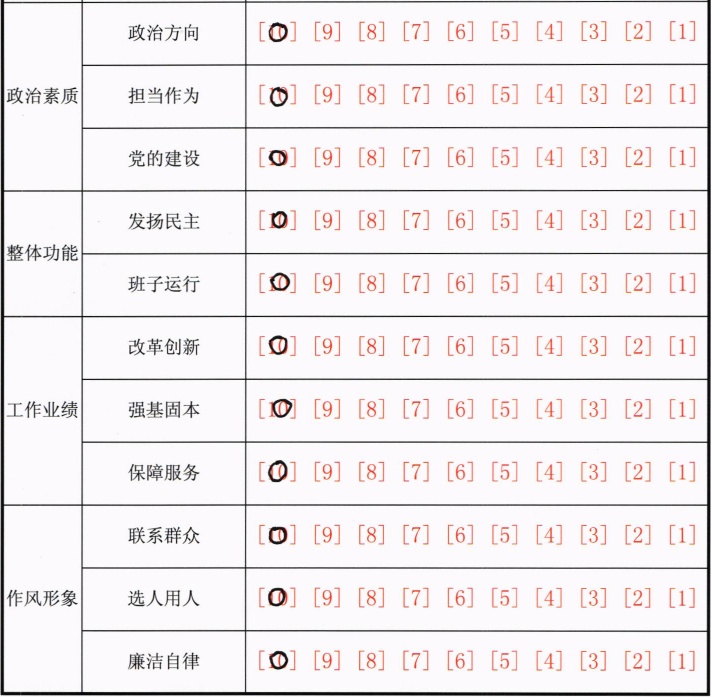 政治素质
政治方向 [10] [9] [8] [7] [6] [5] [4] [3] [2] [1]
担当作为 [10] [9] [8] [7] [6] [5] [4] [3] [2] [1]
党的建设 [10] [9] [8] [7] [6] [5] [4] [3] [2] [1]
整体功能
发扬民主 [10] [9] [8] [7] [6] [5] [4] [3] [2] [1]
班子运行 [10] [9] [8] [7] [6] [5] [4] [3] [2] [1]
工作业绩
改革创新 [10] [9] [8] [7] [6] [5] [4] [3] [2] [1]
强基固本 [10] [9] [8] [7] [6] [5] [4] [3] [2] [1]
保障服务 [10] [9] [8] [7] [6] [5] [4] [3] [2] [1]
作风形象
联系群众 [10] [9] [8] [7] [6] [5] [4] [3] [2] [1]
选人用人 [10] [9] [8] [7] [6] [5] [4] [3] [2] [1]
廉洁自律 [10] [9] [8] [7] [6] [5] [4] [3] [2] [1]